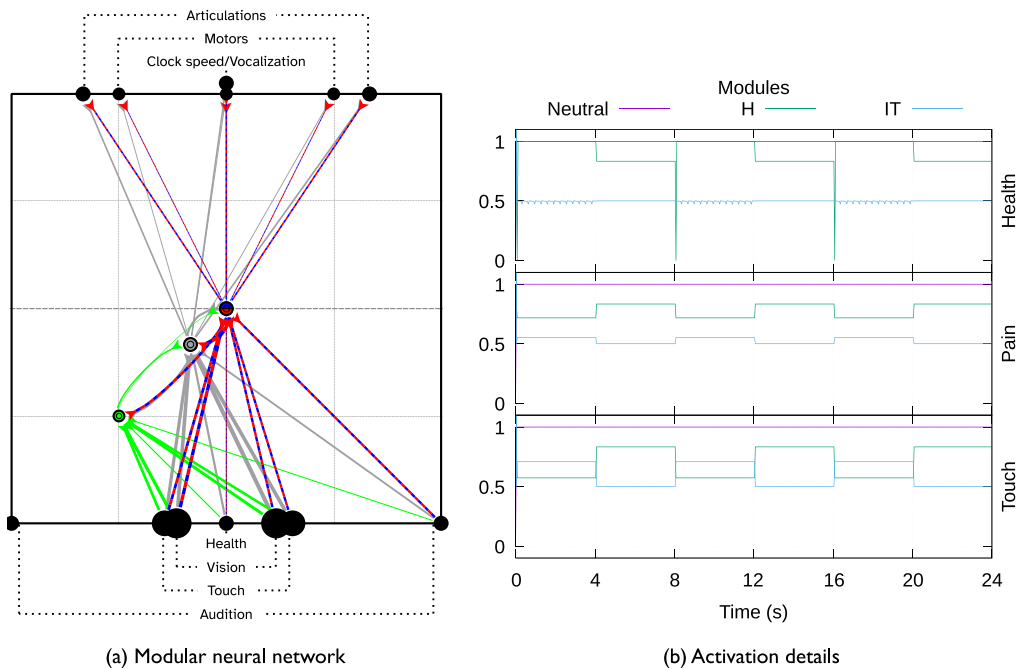 Articulations
Motors
Clock speed/Vocalization
Health
Vision
Touch
Audition
(a) Modular neural network
Modules
Neutral H IT
1
0.5
0
Health
1
0.5
0
Pain
1
0.5
0
Touch
0 4 8 12 16 20 24
Time (s)
(b) Activation details